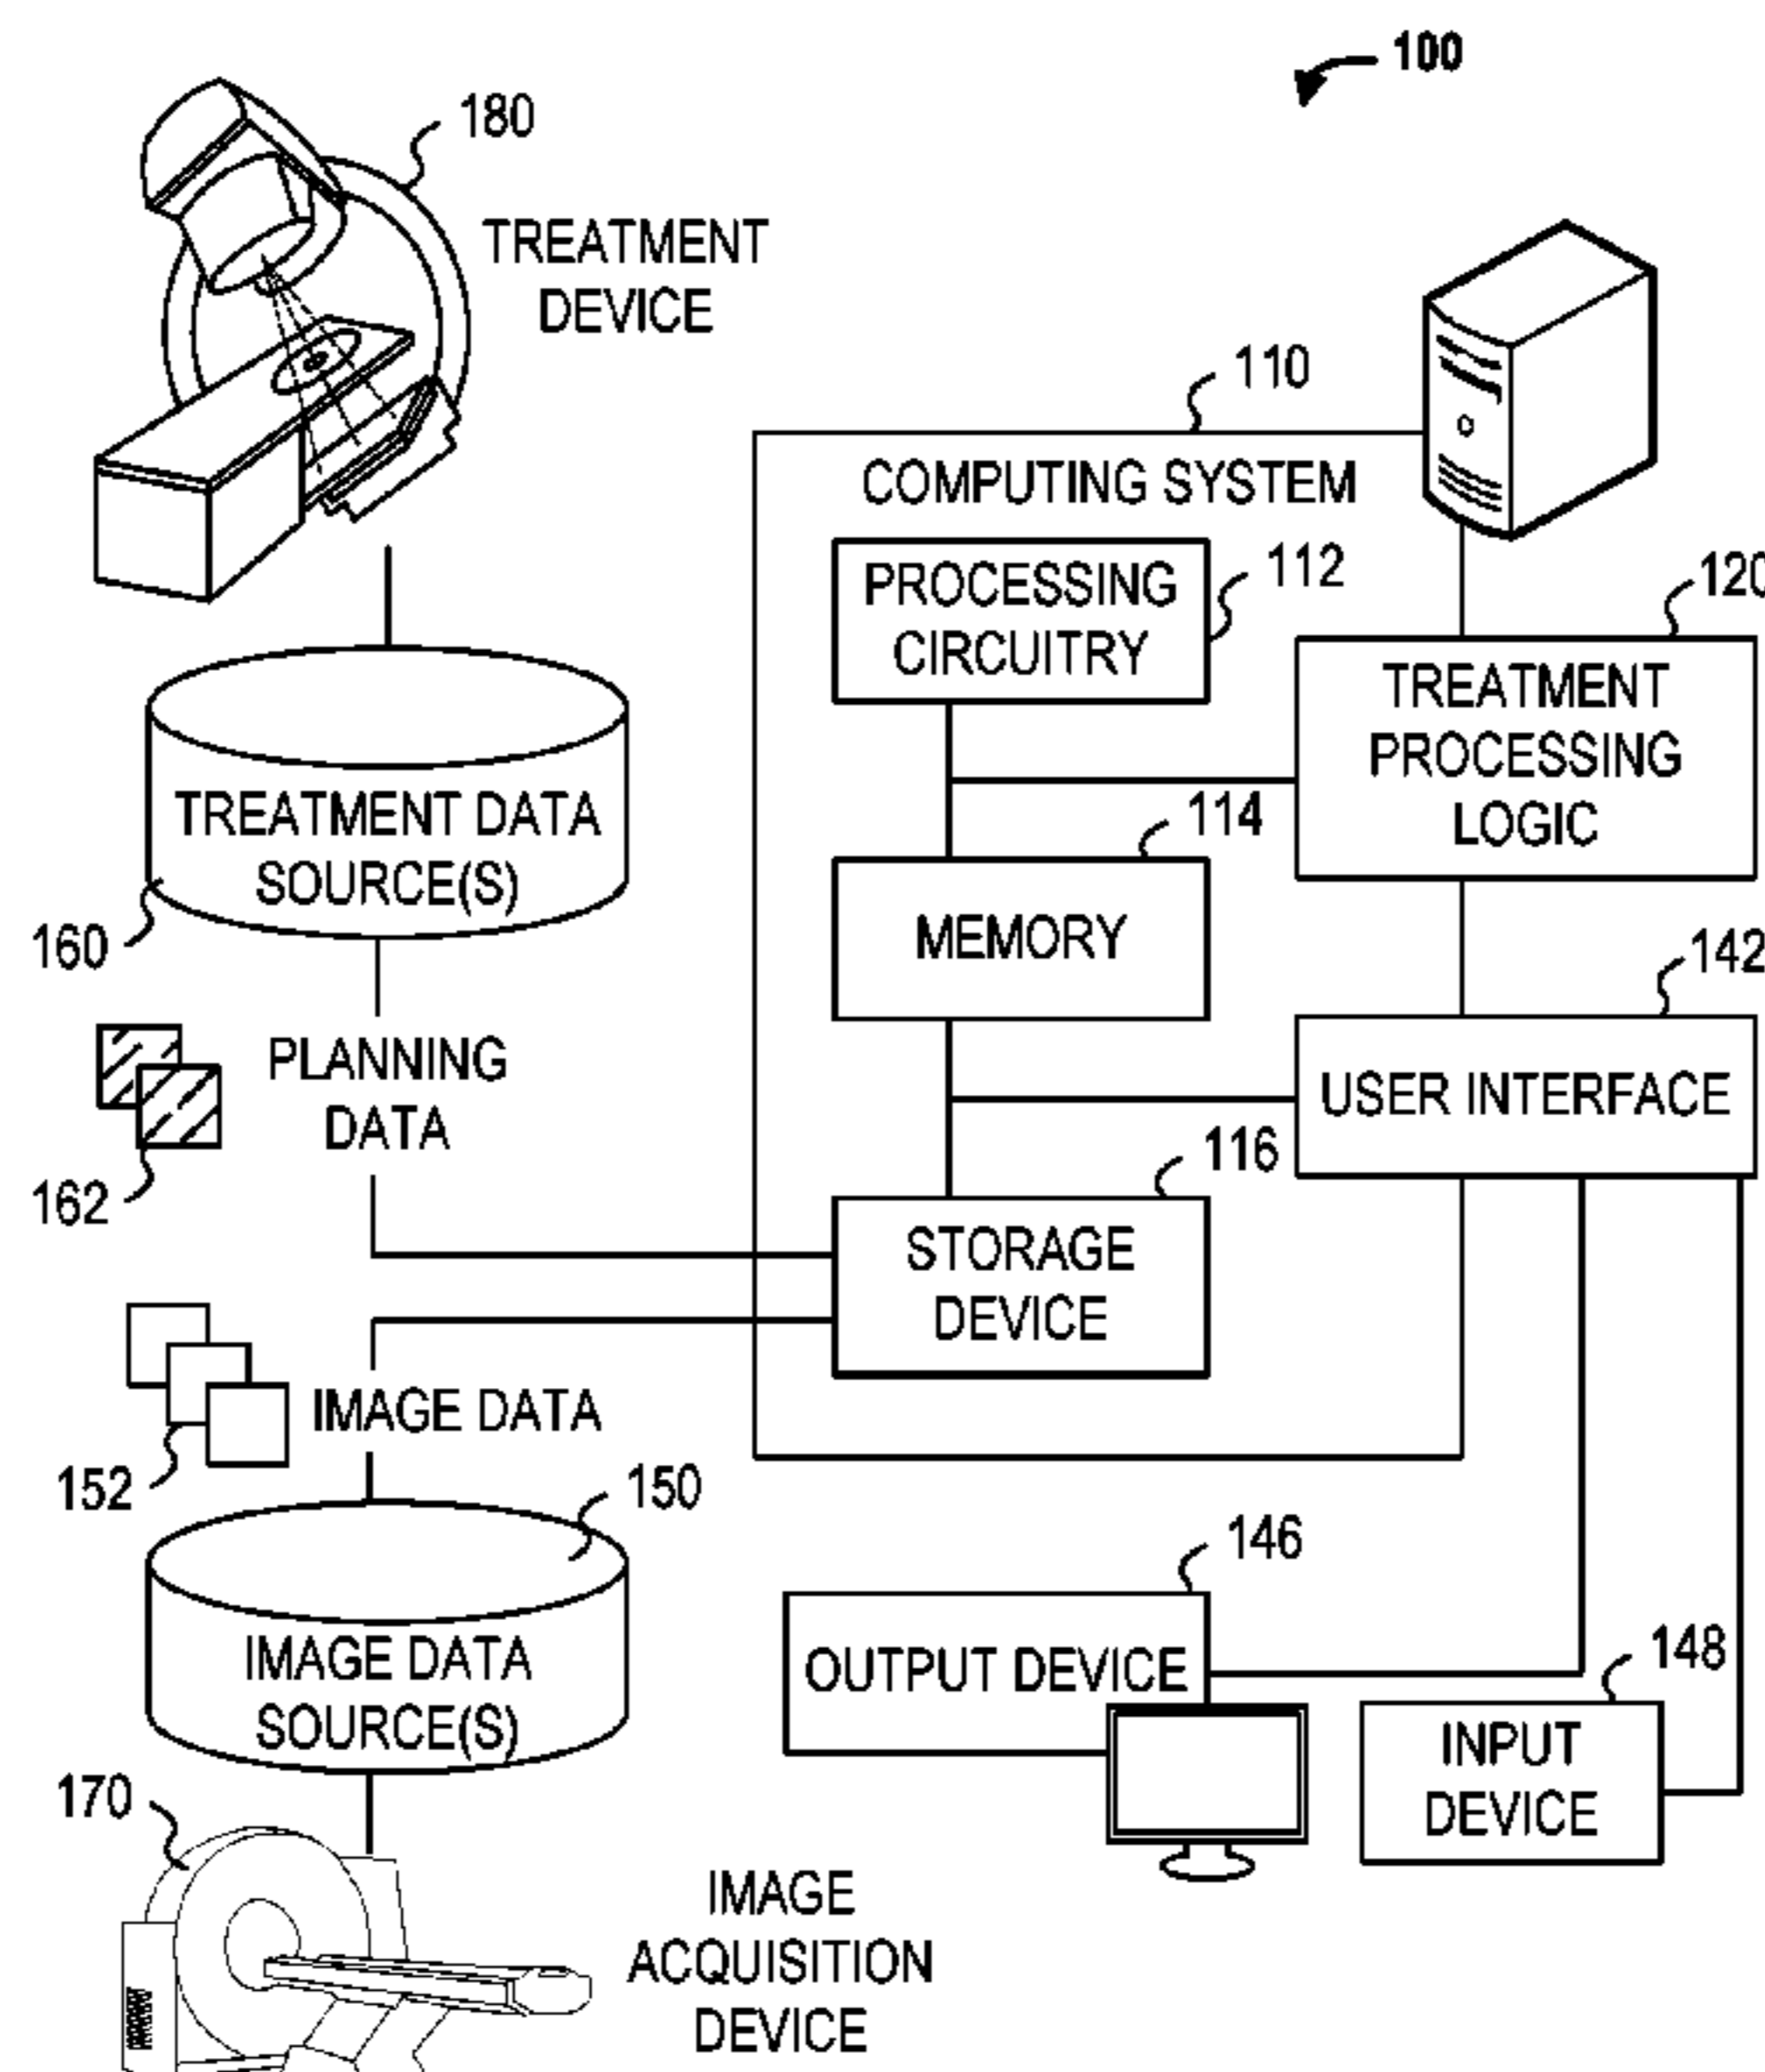 100
180
TREATMENT
DEVICE
110
COMPUTING SYSTEM
PROCESSING
CIRCUITRY
112
120
TREATMENT
PROCESSING
LOGIC
TREATMENT DATA
SOURCE(S)
160
114
MEMORY
142
USER INTERFACE
PLANNING
DATA
162
116
STORAGE
DEVICE
IMAGE DATA
152
150
IMAGE DATA
SOURCE(S)
146
OUTPUT DEVICE
148
INPUT
DEVICE
170
IMAGE
ACQUISITION
DEVICE